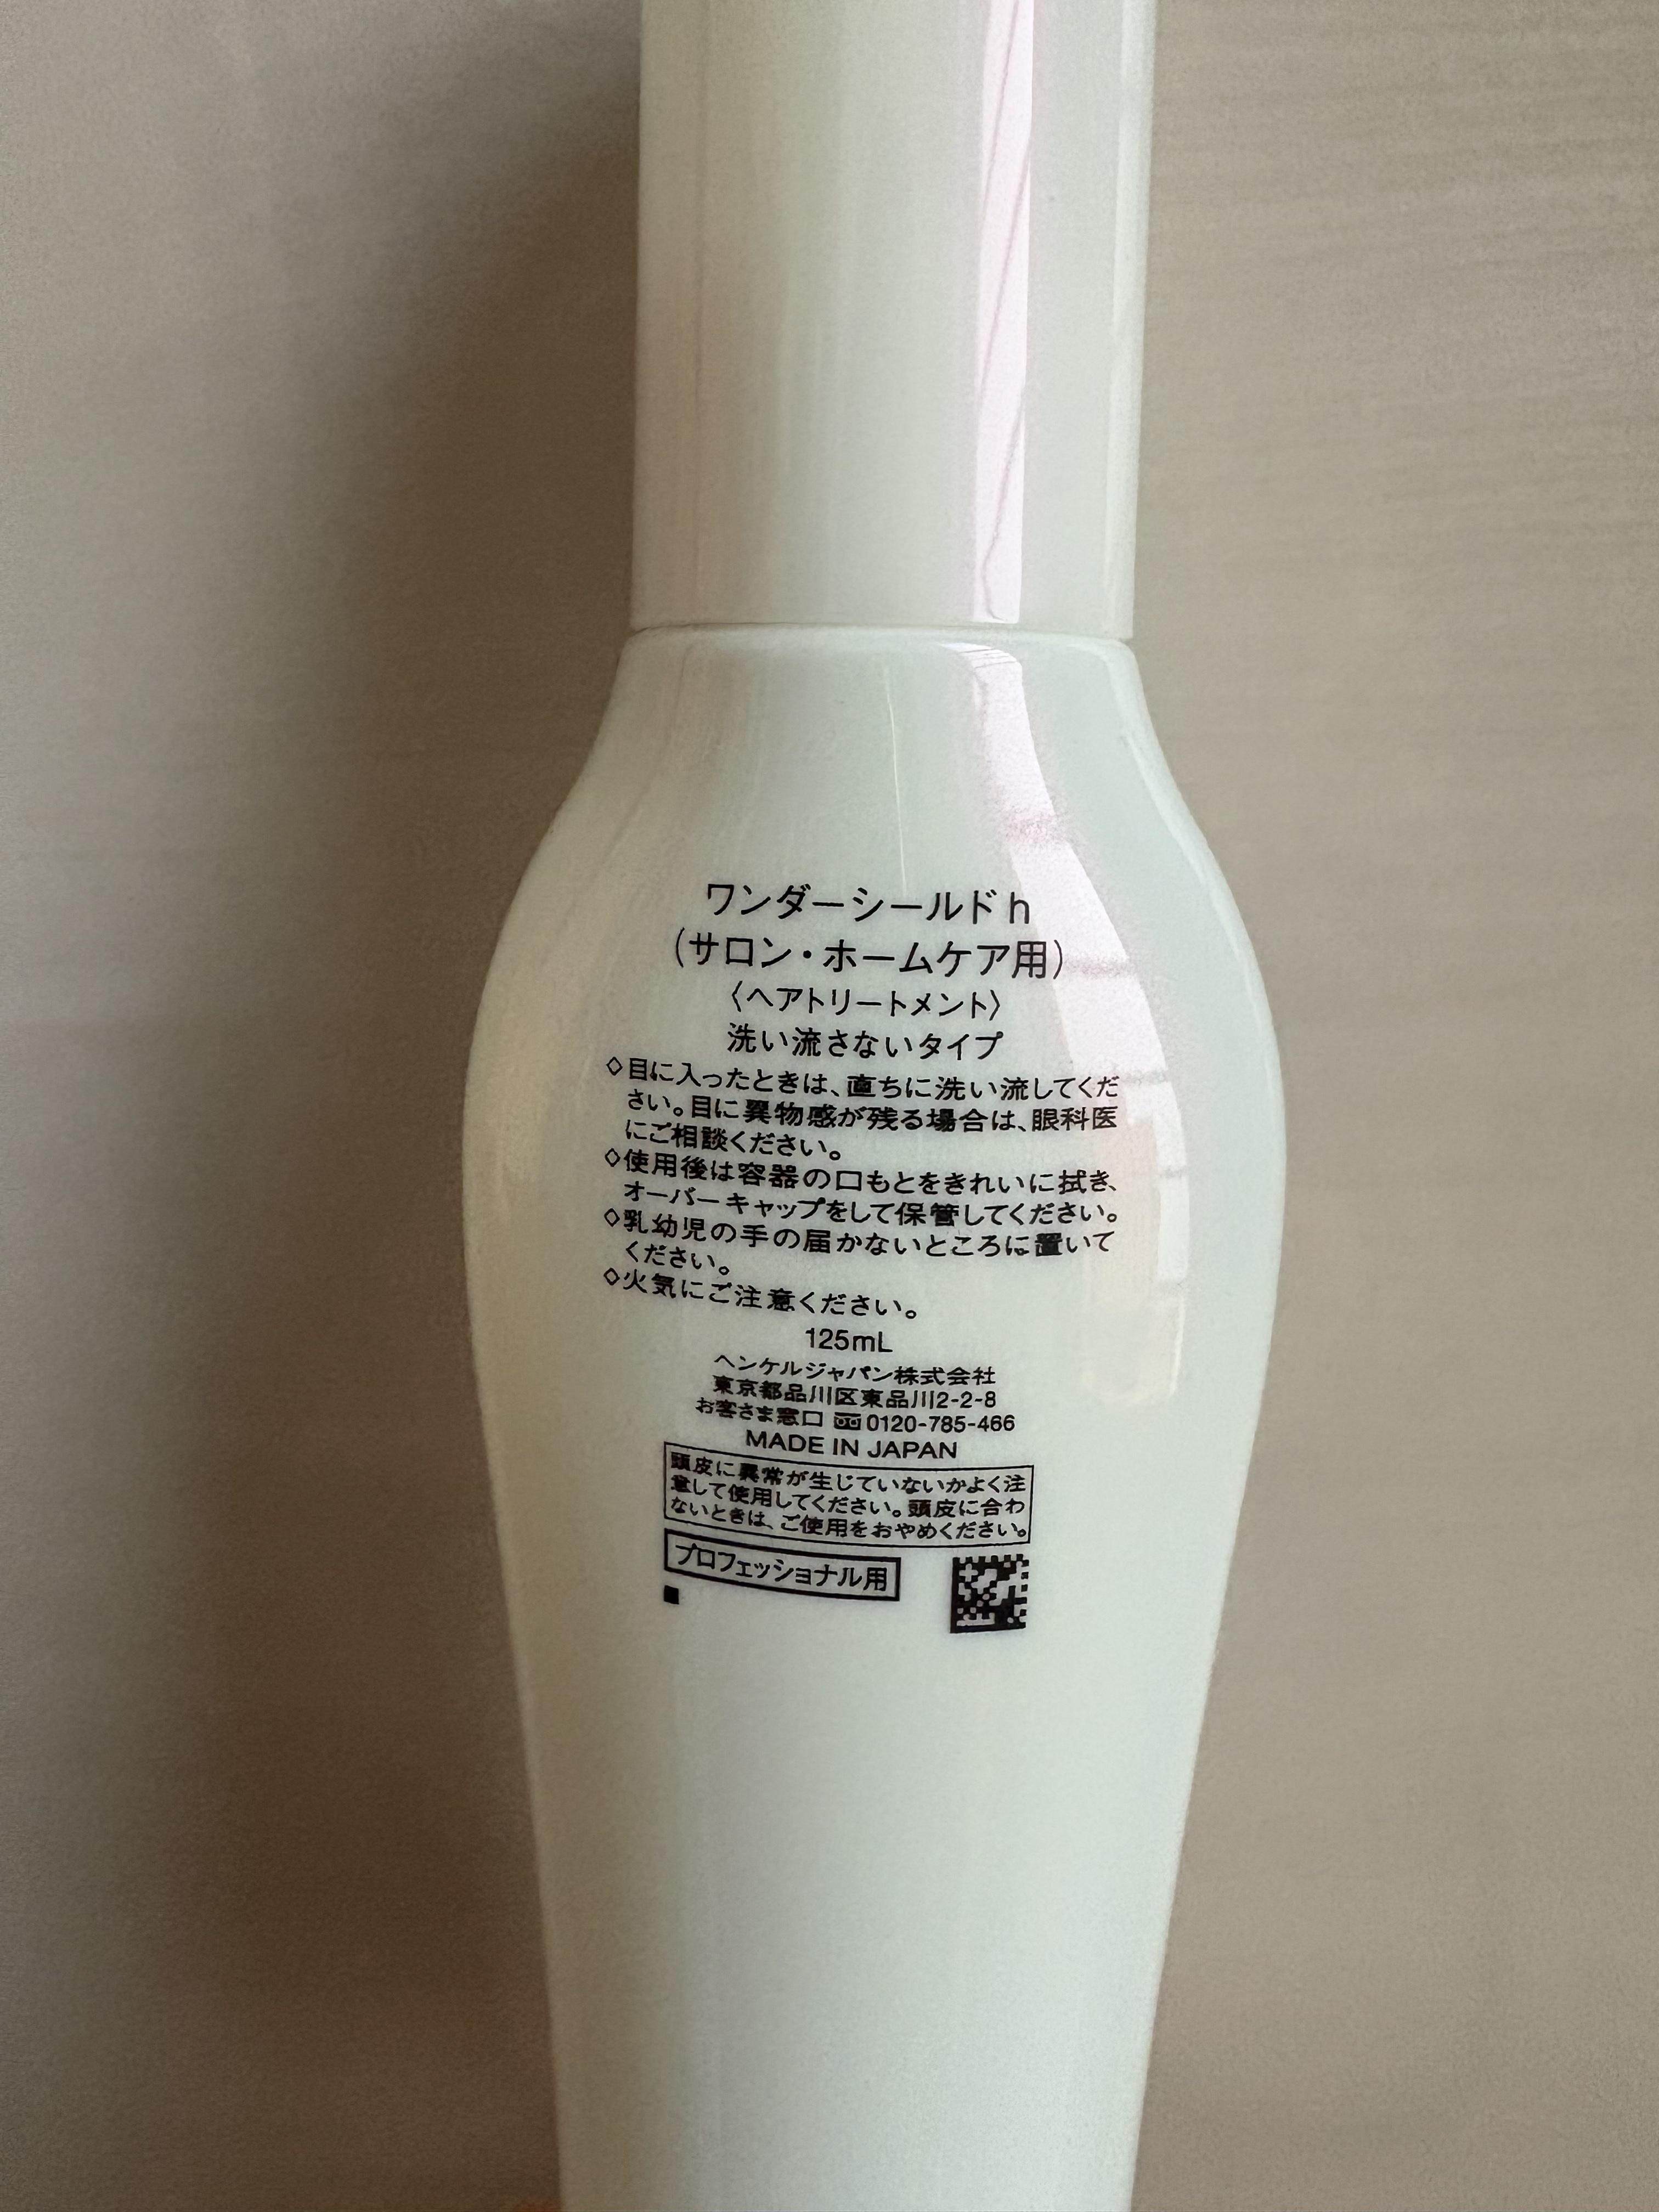 ワンダーシールドh
(サロン・ホームケア用)
〈ヘアトリートメント〉
洗い流さないタイプ
◇目に入ったときは、直ちに洗い流してくだ
さい。目に異物感が残る場合は、眼科医
にご相談ください。
◇使用後は容器の口もとをきれいに拭き、
オーバーキャップをして保管してください。
◇乳幼児の手の届かないところに置いて
ください。
◇火気にご注意ください。
125mL
ヘンケルジャパン株式会社
東京都品川区東品川2-2-8
お客さま窓口 0120-785-466
MADE IN JAPAN
頭皮に異常が生じていないかよく注
意して使用してください。頭皮に合わ
ないときは、ご使用をおやめください。
プロフェッショナル用